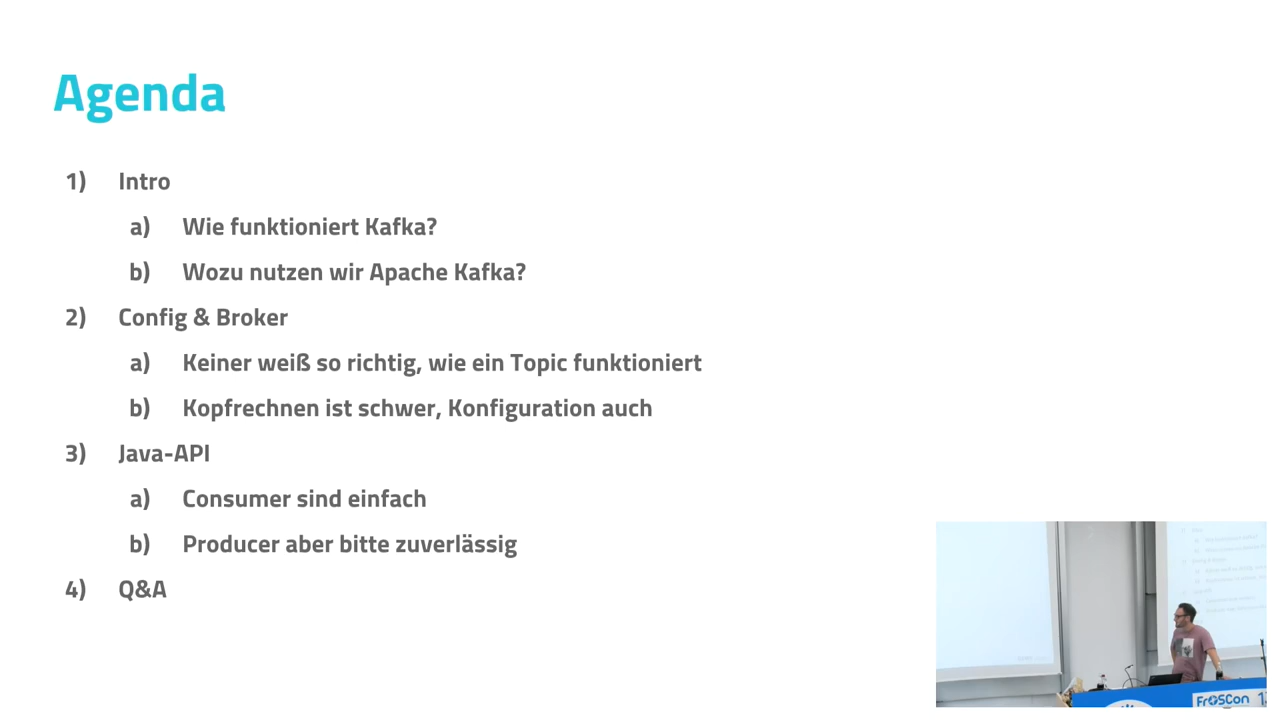 Agenda
1) Intro
a) Wie funktioniert Kafka?
b) Wozu nutzen wir Apache Kafka?
2) Config & Broker
a) Keiner weiß so richtig, wie ein Topic funktioniert
b) Kopfrechnen ist schwer, Konfiguration auch
3) Java-API
a) Consumer sind einfach
b) Producer aber bitte zuverlässig
4) Q&A
FrOSCon